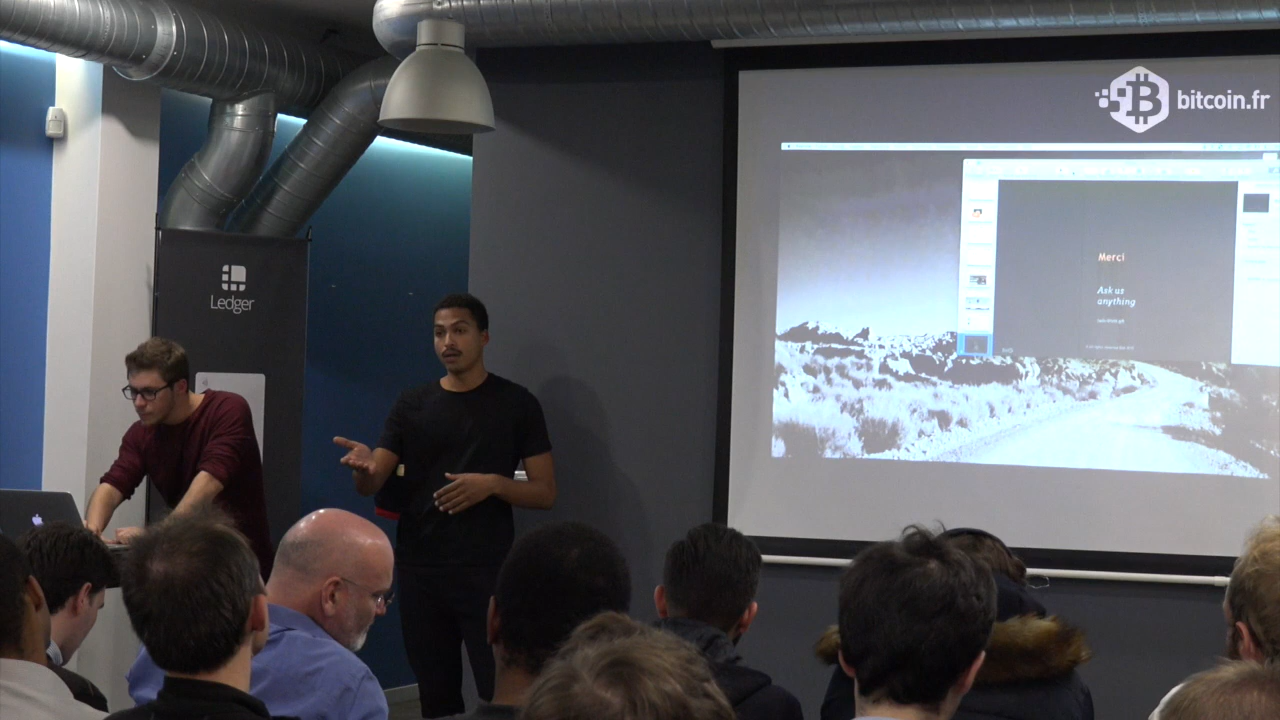 bitcoin.fr
Ledger
Merci
Ask us
anything